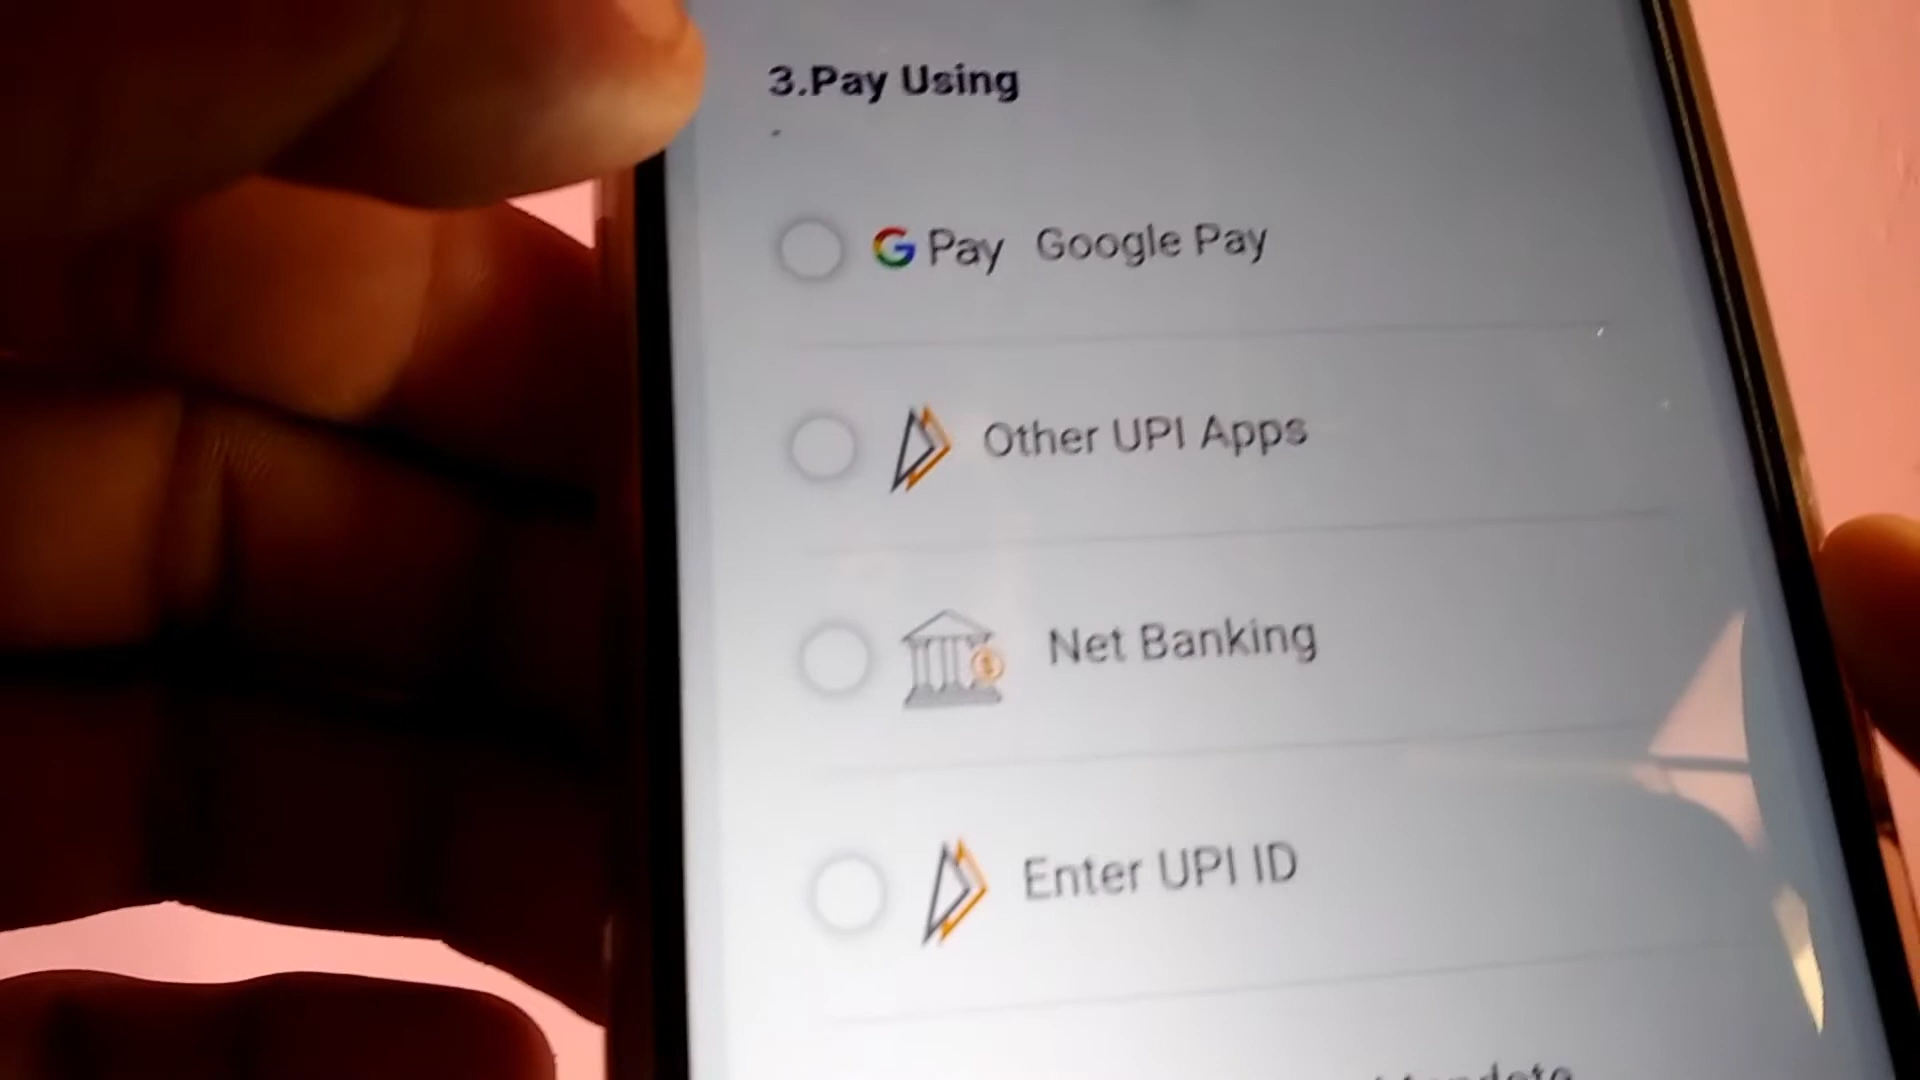 3.Pay Using
G Pay Google Pay
Other UPI Apps
Net Banking
Enter UPI ID